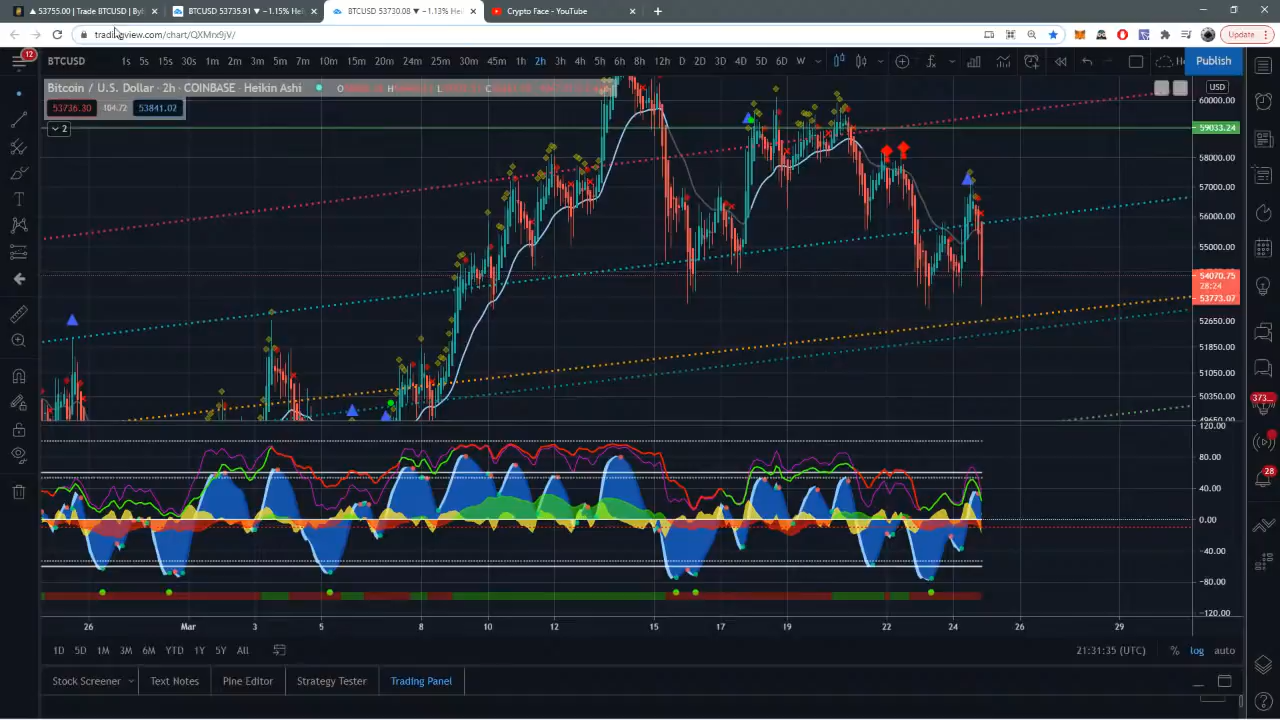 ▲ 53755.00 | Trade BTCUSD | Byb
BTCUSD 53735.91 ▼ −1.15% Hei
BTCUSD 53730.08 ▼ −1.13% Hei
Crypto Face - YouTube
tradingview.com/chart/QXMnx9jV/
Update
12
BTCUSD
1s 5s 15s 30s 1m 2m 3m 5m 7m 10m 15m 20m 24m 25m 30m 45m 1h 2h 3h 4h 5h 6h 8h 12h D 2D 3D 4D 5D 6D W
Publish
Bitcoin / U.S. Dollar · 2h · COINBASE · Heikin Ashi
USD
53736.30
104.72
53841.02
2
60000.00
59033.24
58000.00
57000.00
56000.00
55000.00
54070.75
28:24
53773.07
52650.00
51850.00
51050.00
50350.00
49650.00
373...
28
120.00
80.00
40.00
0.00
−40.00
−80.00
−120.00
26 Mar 3 5 8 10 12 15 17 19 22 24 26 29
1D 5D 1M 3M 6M YTD 1Y 5Y All
21:31:35 (UTC)
% log auto
Stock Screener
Text Notes
Pine Editor
Strategy Tester
Trading Panel